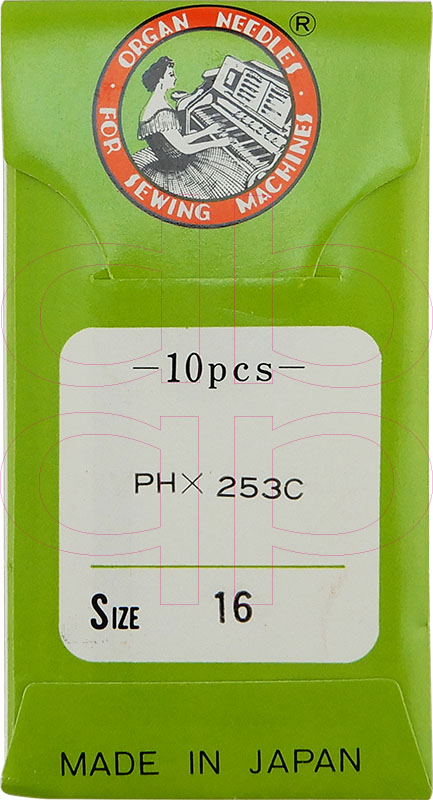 ORGAN NEEDLES ®
· FOR SEWING MACHINES ·
-10pcs-
PH× 253C
SIZE 16
MADE IN JAPAN